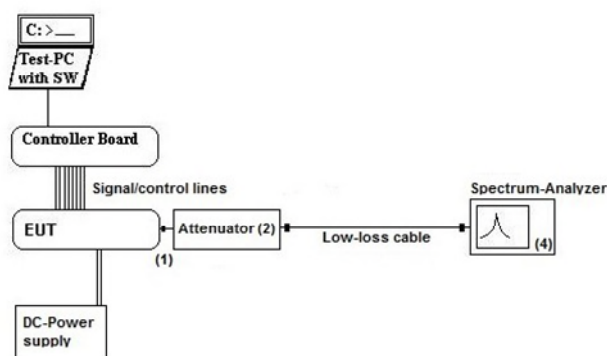 C: >__
Test-PC
with SW
Controller Board
Signal/control lines
Spectrum-Analyzer
EUT
Attenuator (2)
(1)
Low-loss cable
(4)
DC-Power
supply